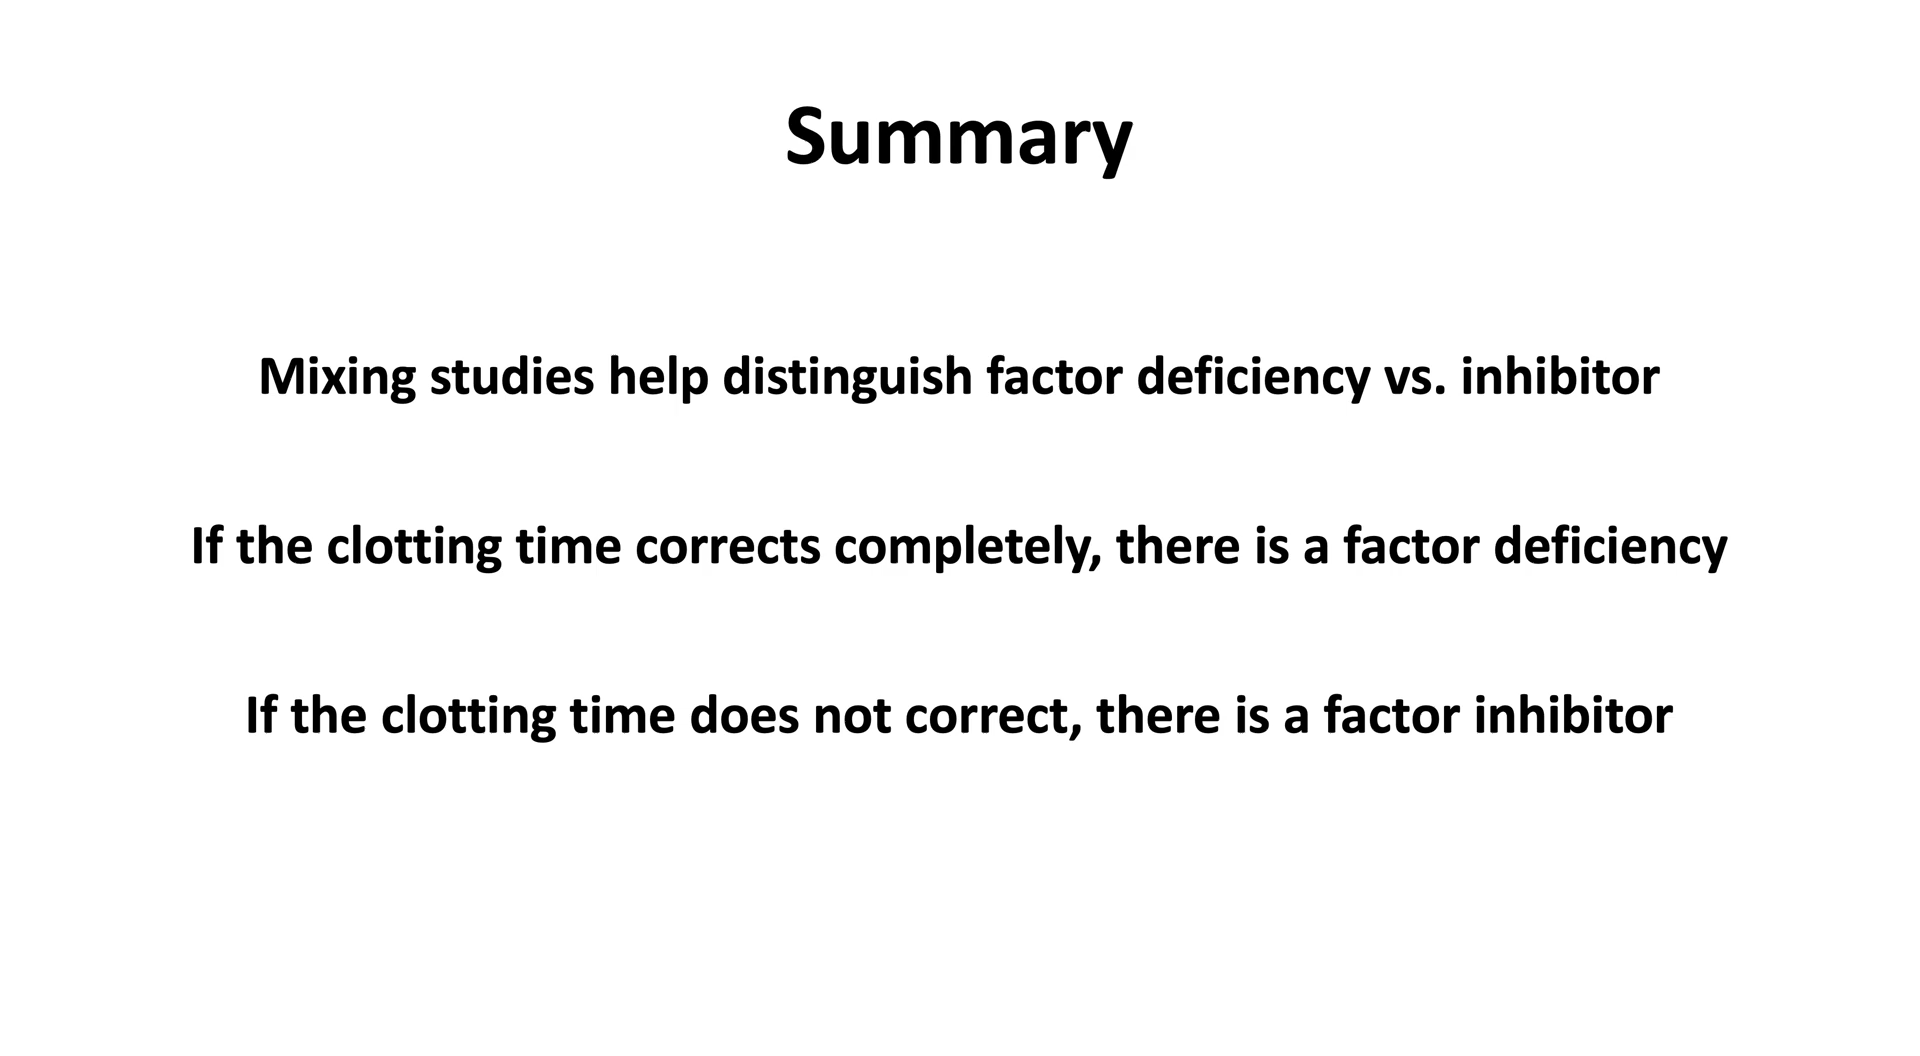 Summary
Mixing studies help distinguish factor deficiency vs. inhibitor
If the clotting time corrects completely, there is a factor deficiency
If the clotting time does not correct, there is a factor inhibitor